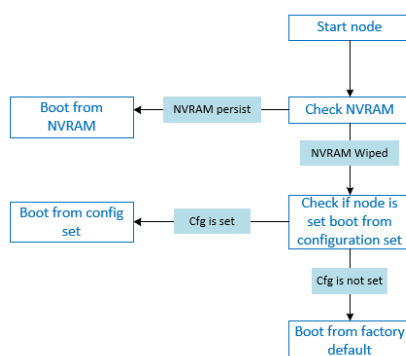 Start node
Boot from
NVRAM
NVRAM persist
Check NVRAM
NVRAM Wiped
Boot from config
set
Cfg is set
Check if node is
set boot from
configuration set
Cfg is not set
Boot from factory
default